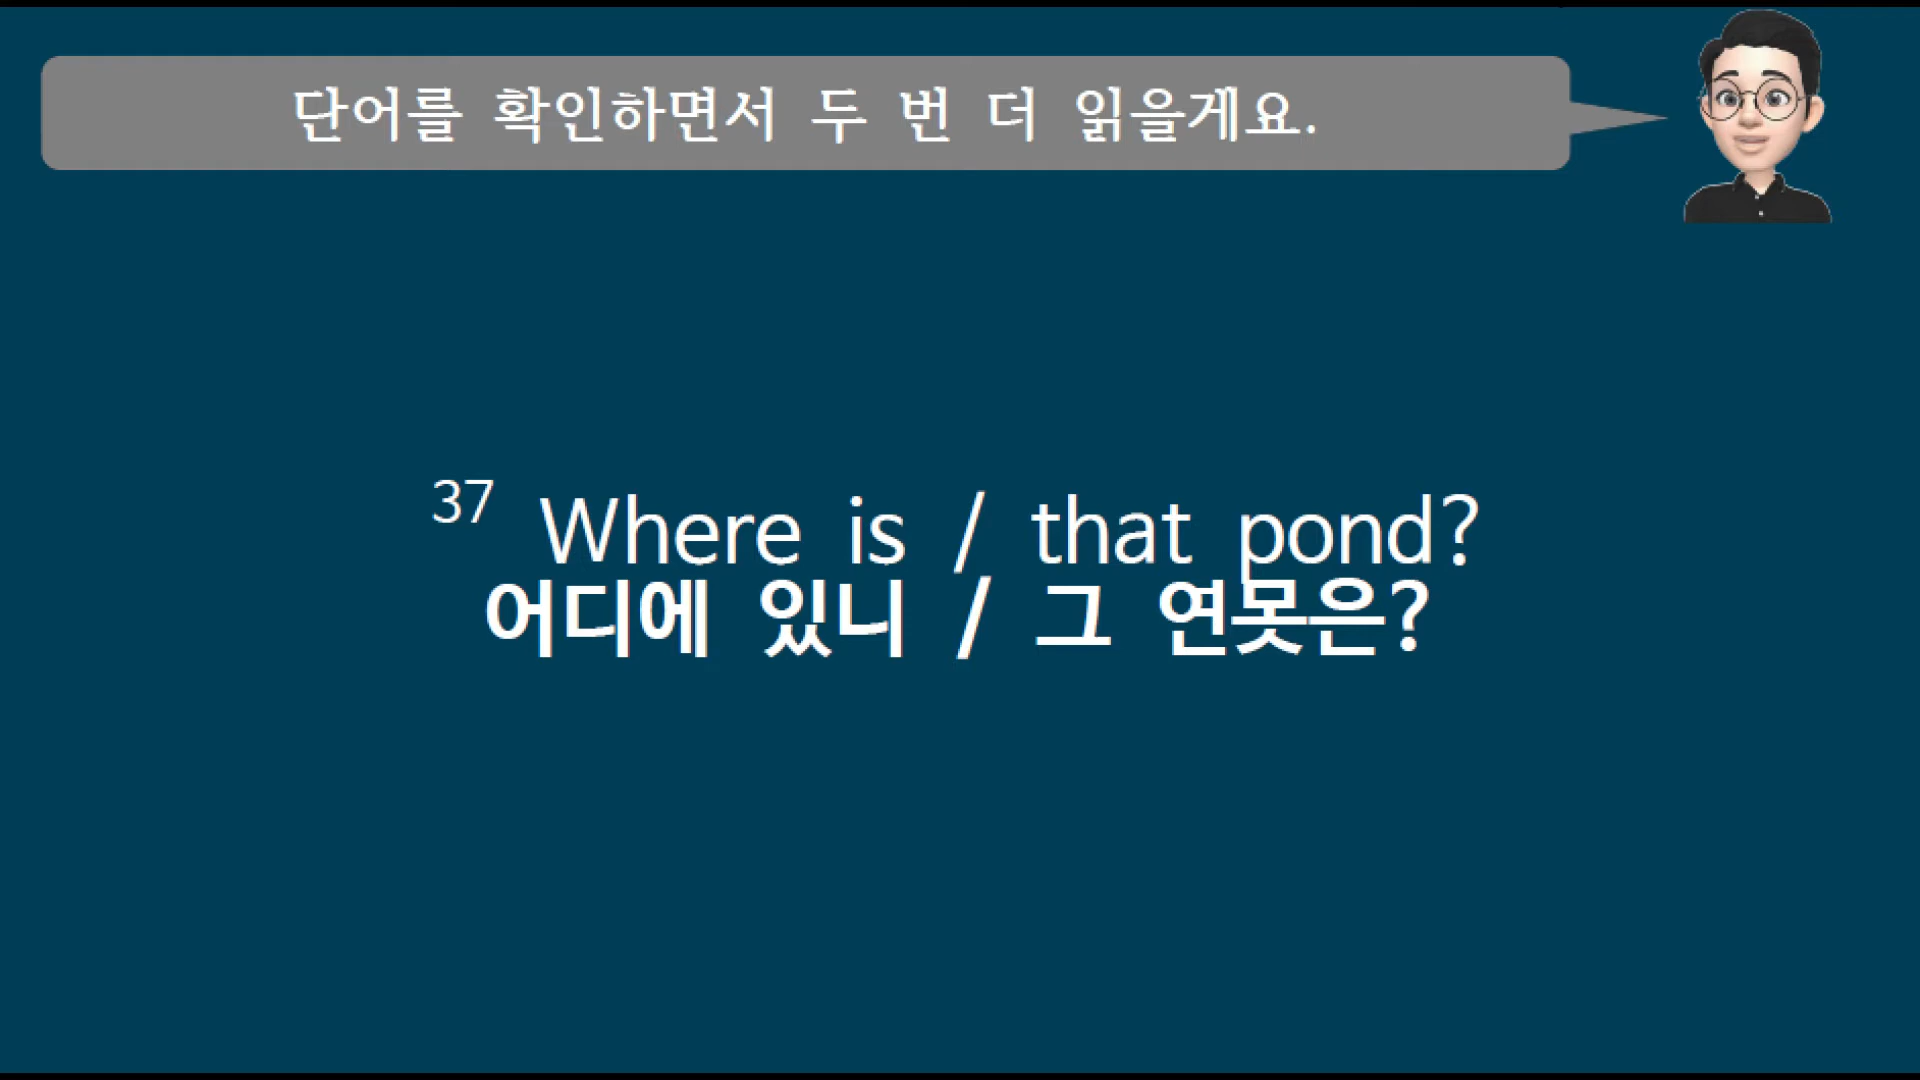 단어를 확인하면서 두 번 더 읽을게요.
37 Where is / that pond?
어디에 있니 / 그 연못은?